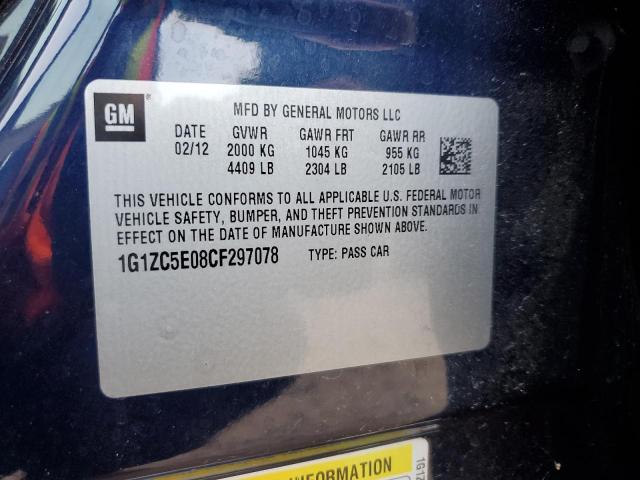 GM
MFD BY GENERAL MOTORS LLC
DATE GVWR GAWR FRT GAWR RR
02/12 2000 KG 1045 KG 955 KG
4409 LB 2304 LB 2105 LB
THIS VEHICLE CONFORMS TO ALL APPLICABLE U.S. FEDERAL MOTOR
VEHICLE SAFETY, BUMPER, AND THEFT PREVENTION STANDARDS IN
EFFECT ON THE DATE OF MANUFACTURE SHOWN ABOVE.
1G1ZC5E08CF297078 TYPE: PASS CAR
INFORMATION